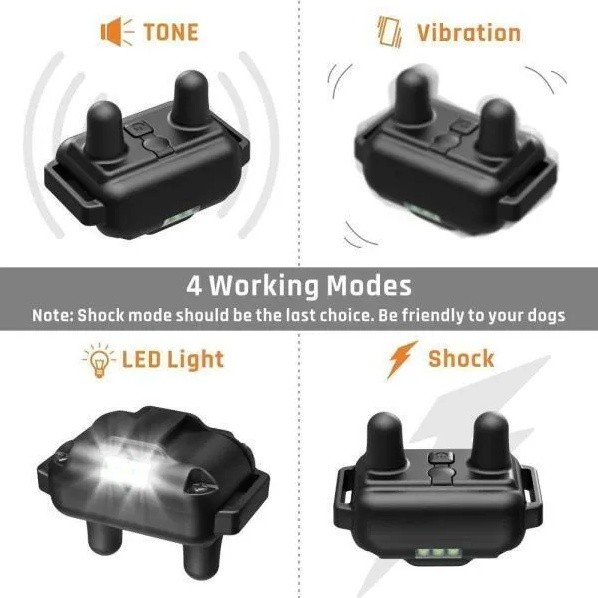 TONE
Vibration
4 Working Modes
Note: Shock mode should be the last choice. Be friendly to your dogs
LED Light
Shock